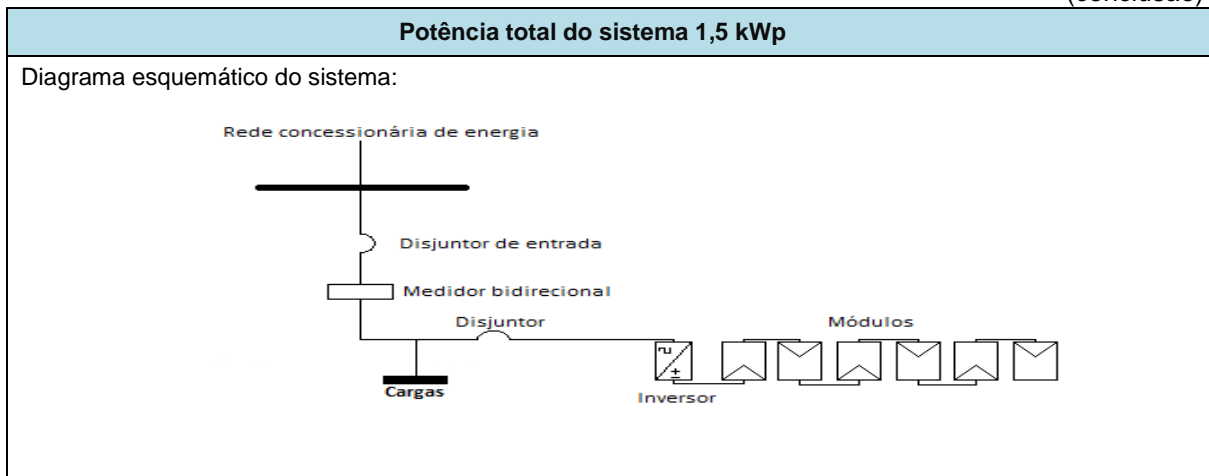 (conclusão)
Potência total do sistema 1,5 kWp
Diagrama esquemático do sistema:
Rede concessionária de energia
Disjuntor de entrada
Medidor bidirecional
Disjuntor
Módulos
Cargas
Inversor